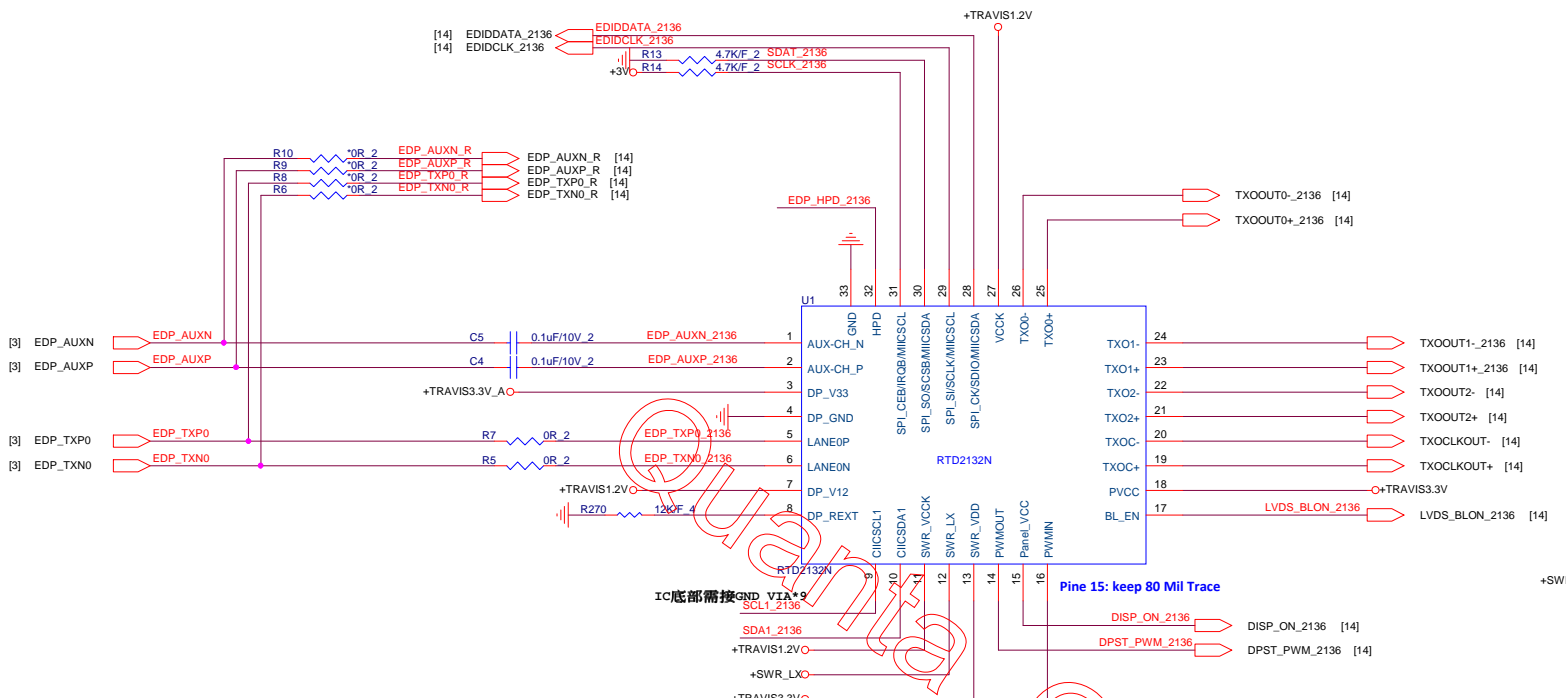 +TRAVIS1.2V
[14] EDIDDATA_2136 EDIDDATA_2136
[14] EDIDCLK_2136 EDIDCLK_2136
R13 4.7K/F_2 SDAT_2136
+3V R14 4.7K/F_2 SCLK_2136
R10 *0R_2 EDP_AUXN_R EDP_AUXN_R [14]
R9 *0R_2 EDP_AUXP_R EDP_AUXP_R [14]
R8 *0R_2 EDP_TXP0_R EDP_TXP0_R [14]
R6 *0R_2 EDP_TXN0_R EDP_TXN0_R [14]
EDP_HPD_2136
TXOOUT0-_2136 [14]
TXOOUT0+_2136 [14]
33 32 31 30 29 28 27 26 25
U1
GND HPD SPI_CEB/IRQB/MIICSCL SPI_SO/SCSB/MIICSDA SPI_SI/SCLK/MIICSCL SPI_CK/SDIO/MIICSDA VCCK TXO0- TXO0+
[3] EDP_AUXN EDP_AUXN C5 0.1uF/10V_2 EDP_AUXN_2136 1 AUX-CH_N
[3] EDP_AUXP EDP_AUXP C4 0.1uF/10V_2 EDP_AUXP_2136 2 AUX-CH_P
+TRAVIS3.3V_A 3 DP_V33
4 DP_GND
[3] EDP_TXP0 EDP_TXP0 R7 0R_2 EDP_TXP0_2136 5 LANE0P
[3] EDP_TXN0 EDP_TXN0 R5 0R_2 EDP_TXN0_2136 6 LANE0N
+TRAVIS1.2V 7 DP_V12
R270 12K/F_4 8 DP_REXT
RTD2132N
TXO1- 24 TXOOUT1-_2136 [14]
TXO1+ 23 TXOOUT1+_2136 [14]
TXO2- 22 TXOOUT2- [14]
TXO2+ 21 TXOOUT2+ [14]
TXOC- 20 TXOCLKOUT- [14]
TXOC+ 19 TXOCLKOUT+ [14]
PVCC 18 +TRAVIS3.3V
BL_EN 17 LVDS_BLON_2136 LVDS_BLON_2136 [14]
CIICSCL1 CIICSDA1 SWR_VCCK SWR_LX SWR_VDD PWMOUT Panel_VCC PWMIN
RTD2132N
9 10 11 12 13 14 15 16
Pine 15: keep 80 Mil Trace
+SW
IC底部需接GND VIA*9
SCL1_2136
SDA1_2136
+TRAVIS1.2V
+SWR_LX
+TRAVIS3.3V
DISP_ON_2136 DISP_ON_2136 [14]
DPST_PWM_2136 DPST_PWM_2136 [14]
Quanta